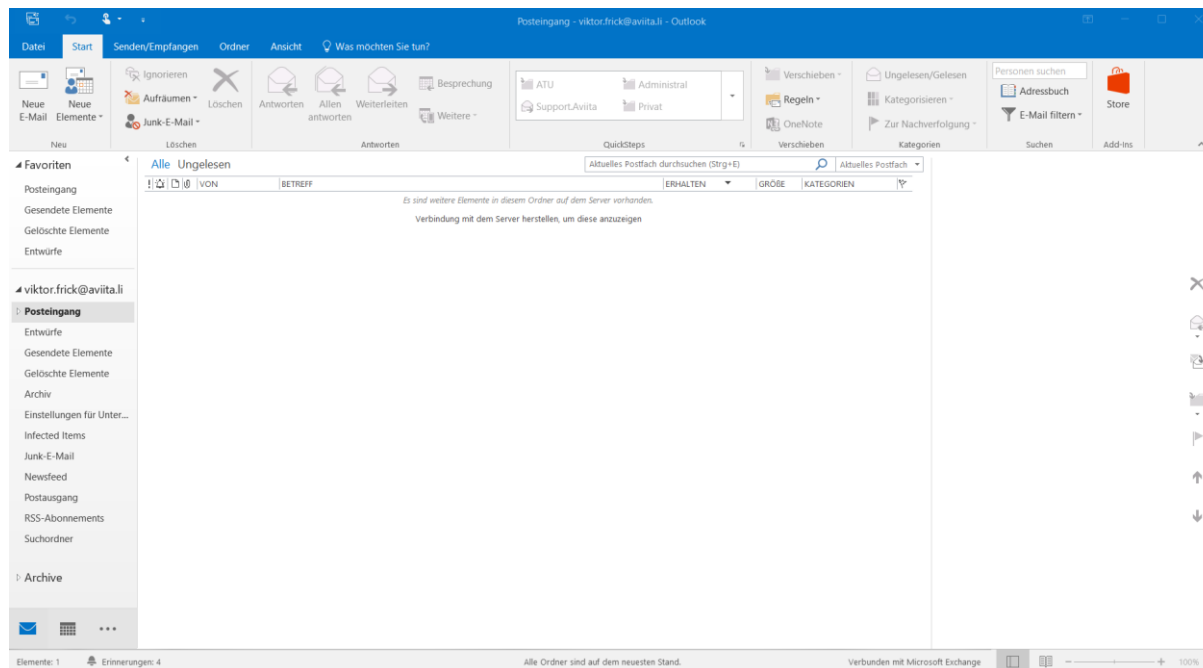 Posteingang - viktor.frick@aviita.li - Outlook
Datei Start Senden/Empfangen Ordner Ansicht Was möchten Sie tun?
Neue E-Mail
Neue Elemente
Neu
Ignorieren
Aufräumen
Junk-E-Mail
Löschen
Löschen
Antworten
Allen antworten
Weiterleiten
Besprechung
Weitere
Antworten
ATU
Administral
Support.Aviita
Privat
QuickSteps
Verschieben
Regeln
OneNote
Verschieben
Ungelesen/Gelesen
Kategorisieren
Zur Nachverfolgung
Kategorien
Personen suchen
Adressbuch
E-Mail filtern
Suchen
Store
Add-Ins
Favoriten
Posteingang
Gesendete Elemente
Gelöschte Elemente
Entwürfe
viktor.frick@aviita.li
Posteingang
Entwürfe
Gesendete Elemente
Gelöschte Elemente
Archiv
Einstellungen für Unter...
Infected Items
Junk-E-Mail
Newsfeed
Postausgang
RSS-Abonnements
Suchordner
Archive
Alle Ungelesen
Aktuelles Postfach durchsuchen (Strg+E)
Aktuelles Postfach
VON BETREFF ERHALTEN GRÖßE KATEGORIEN
Es sind weitere Elemente in diesem Ordner auf dem Server vorhanden.
Verbindung mit dem Server herstellen, um diese anzuzeigen
Elemente: 1 Erinnerungen: 4 Alle Ordner sind auf dem neuesten Stand. Verbunden mit Microsoft Exchange 100%